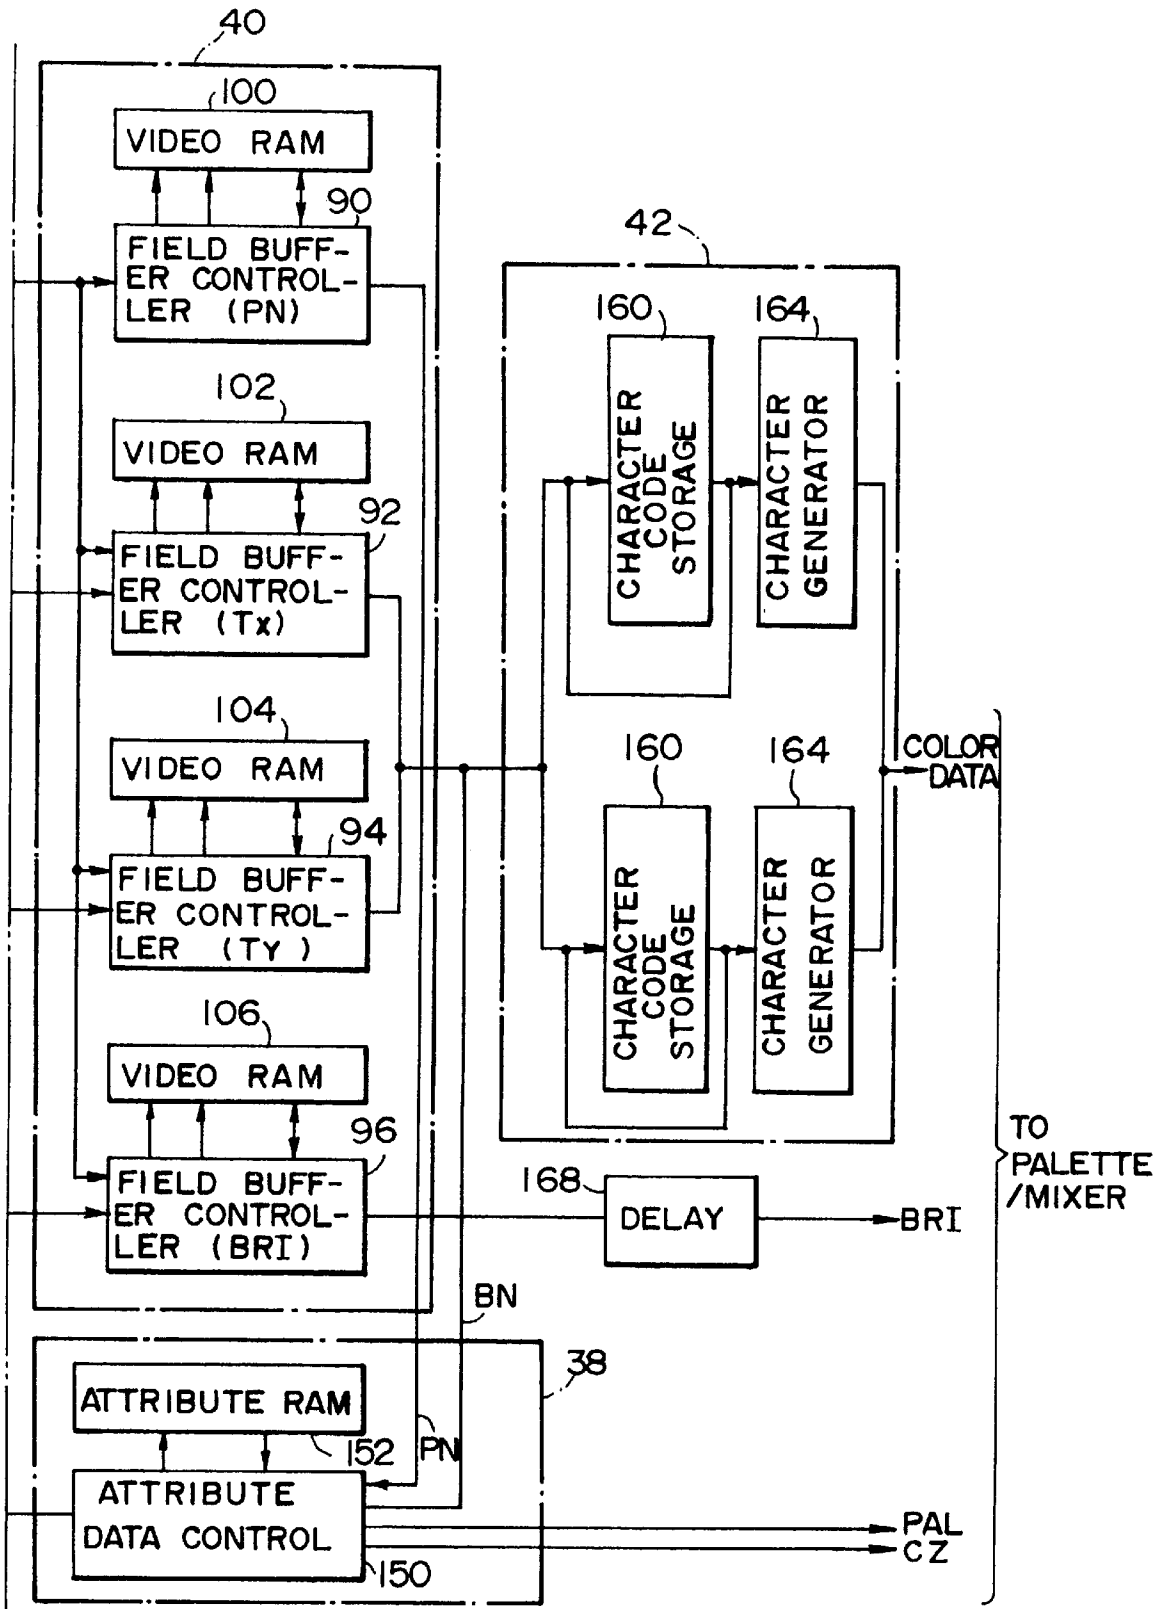 40
100
VIDEO RAM
90
FIELD BUFF-
ER CONTROL-
LER (PN)
102
VIDEO RAM
92
FIELD BUFF-
ER CONTROL-
LER (Tx)
104
VIDEO RAM
94
FIELD BUFF-
ER CONTROL-
LER (TY)
106
VIDEO RAM
96
FIELD BUFF-
ER CONTROL-
LER (BRI)
42
160
CHARACTER
CODE
STORAGE
164
CHARACTER
GENERATOR
160
CHARACTER
CODE
STORAGE
164
CHARACTER
GENERATOR
COLOR
DATA
168
DELAY
BRI
TO
PALETTE
/MIXER
BN
38
ATTRIBUTE RAM
152
PN
ATTRIBUTE
DATA CONTROL
150
PAL
CZ